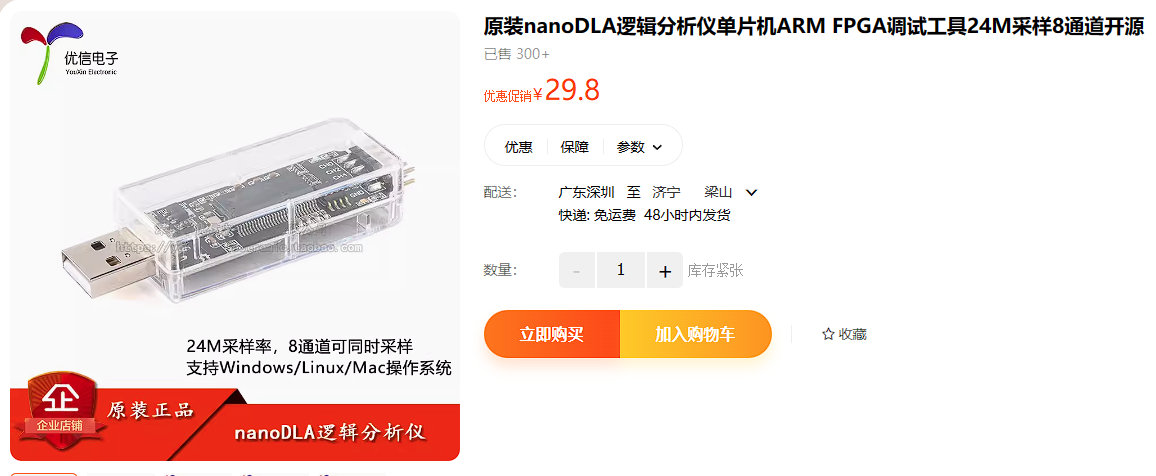 优信电子
YouXin Electronic
24M采样率，8通道可同时采样
支持Windows/Linux/Mac操作系统
企
企业店铺
原装正品
nanoDLA逻辑分析仪
原装nanoDLA逻辑分析仪单片机ARM FPGA调试工具24M采样8通道开源
已售 300+
优惠促销¥29.8
优惠 保障 参数
配送： 广东深圳 至 济宁 梁山
快递: 免运费 48小时内发货
数量： - 1 + 库存紧张
立即购买 加入购物车 收藏